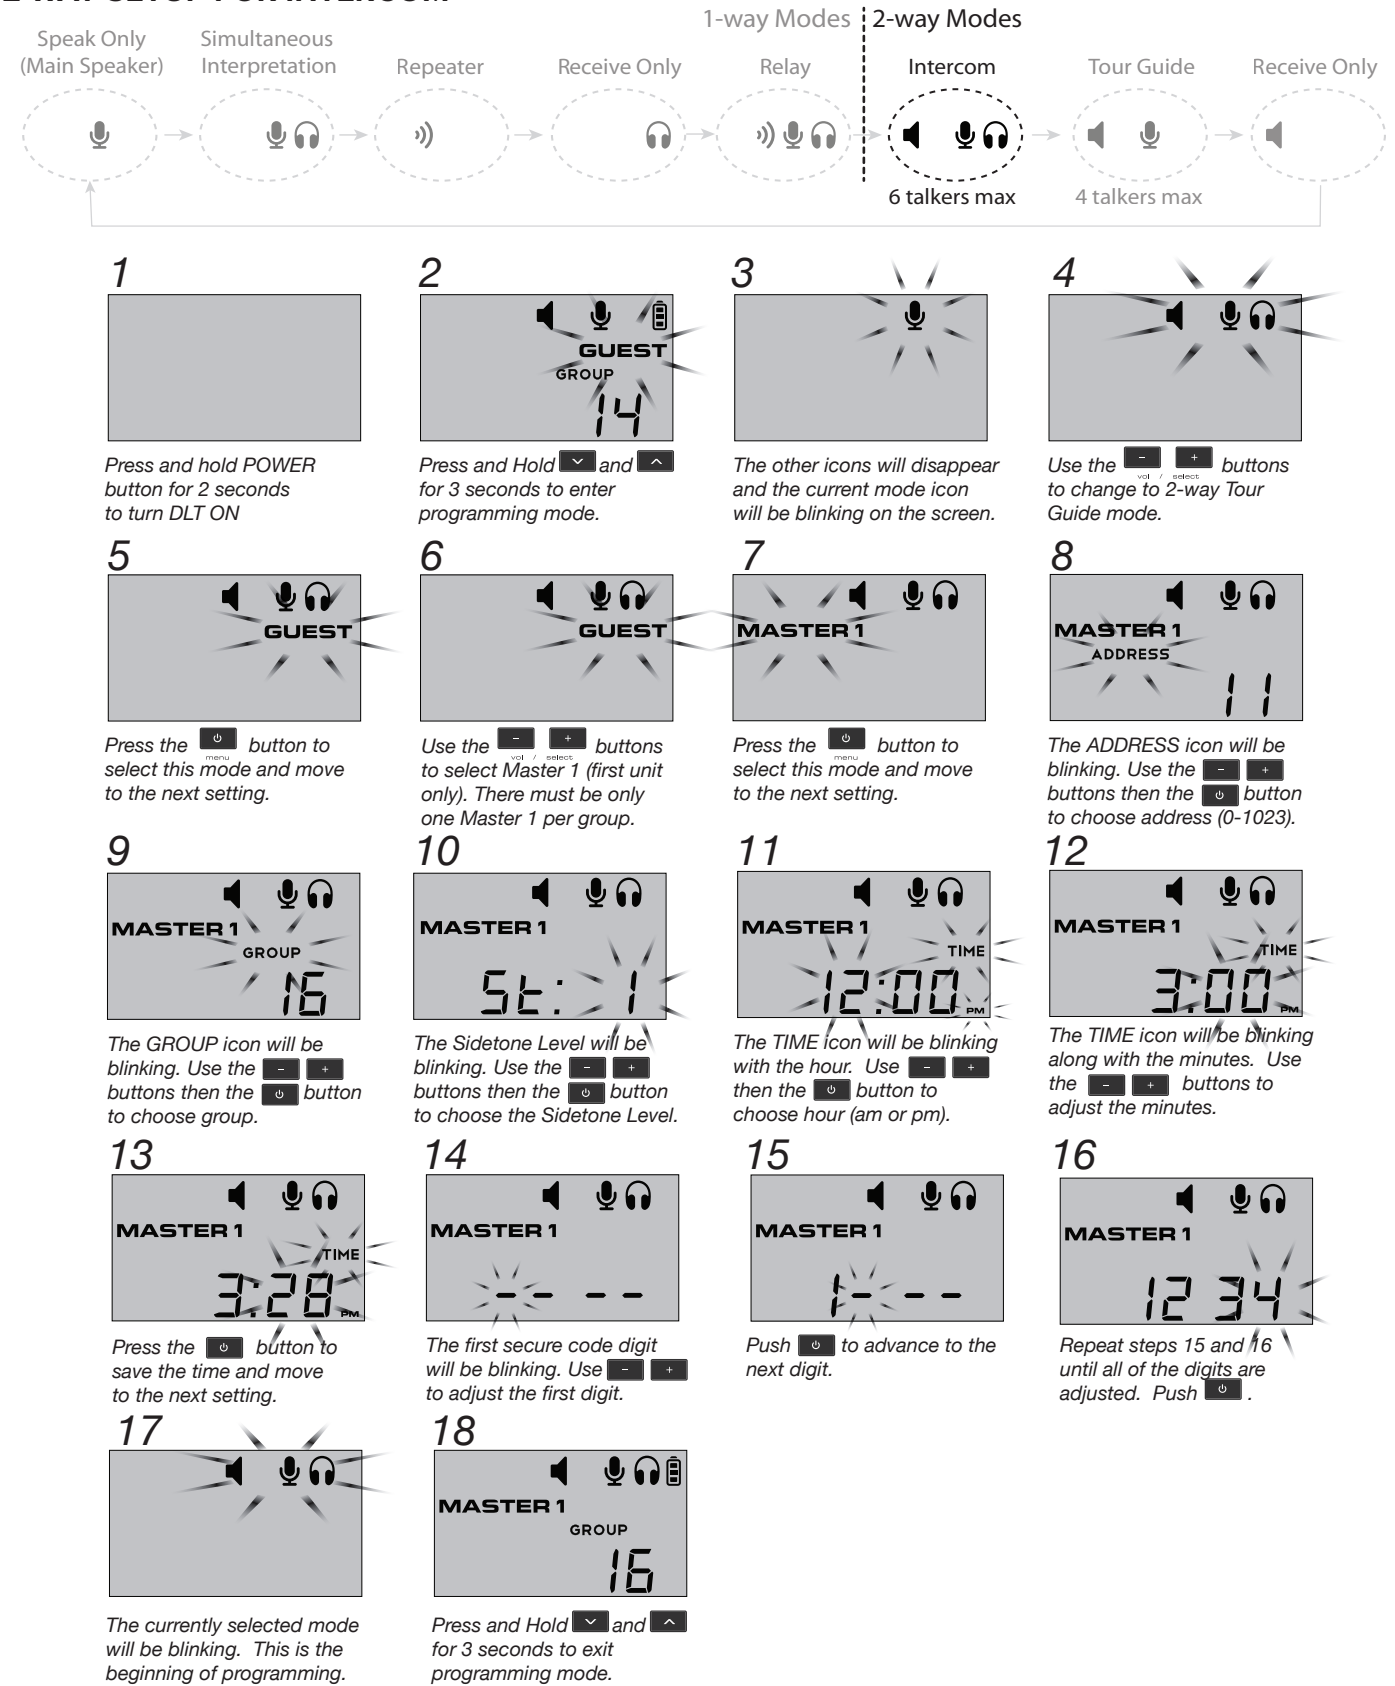 2-WAY SETUP FOR INTERCOM
1-way Modes 2-way Modes
Speak Only
(Main Speaker)
Simultaneous
Interpretation
Repeater
Receive Only
Relay
Intercom
Tour Guide
Receive Only
6 talkers max
4 talkers max
1
Press and hold POWER
button for 2 seconds
to turn DLT ON
2
GUEST
GROUP
14
Press and Hold and
for 3 seconds to enter
programming mode.
3
The other icons will disappear
and the current mode icon
will be blinking on the screen.
4
Use the - + buttons
vol / select
to change to 2-way Tour
Guide mode.
5
GUEST
Press the button to
menu
select this mode and move
to the next setting.
6
GUEST
Use the - + buttons
vol / select
to select Master 1 (first unit
only). There must be only
one Master 1 per group.
7
MASTER 1
Press the button to
menu
select this mode and move
to the next setting.
8
MASTER 1
ADDRESS
11
The ADDRESS icon will be
blinking. Use the - +
buttons then the button
to choose address (0-1023).
9
MASTER 1
GROUP
16
The GROUP icon will be
blinking. Use the - +
buttons then the button
to choose group.
10
MASTER 1
St: 1
The Sidetone Level will be
blinking. Use the - +
buttons then the button
to choose the Sidetone Level.
11
MASTER 1
TIME
12:00 PM
The TIME icon will be blinking
with the hour. Use - +
then the button to
choose hour (am or pm).
12
MASTER 1
TIME
3:00 PM
The TIME icon will be blinking
along with the minutes. Use
the - + buttons to
adjust the minutes.
13
MASTER 1
TIME
3:28 PM
Press the button to
save the time and move
to the next setting.
14
MASTER 1
- - - -
The first secure code digit
will be blinking. Use - +
to adjust the first digit.
15
MASTER 1
1 - - -
Push to advance to the
next digit.
16
MASTER 1
12 34
Repeat steps 15 and 16
until all of the digits are
adjusted. Push .
17
The currently selected mode
will be blinking. This is the
beginning of programming.
18
MASTER 1
GROUP
16
Press and Hold and
for 3 seconds to exit
programming mode.